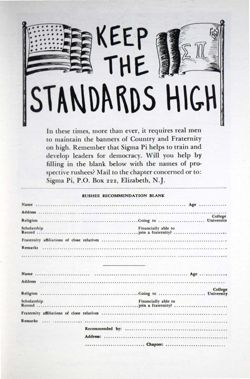 KEEP
THE
STANDARDS HIGH
ΣΠ
In these times, more than ever, it requires real men
to maintain the banners of Country and Fraternity
on high. Remember that Sigma Pi helps to train and
develop leaders for democracy. Will you help by
filling in the blank below with the names of pro-
spective rushees? Mail to the chapter concerned or to:
Sigma Pi, P.O. Box 222, Elizabeth, N.J.
RUSHEE RECOMMENDATION BLANK
Name Age
Address
Religion Going to College
University
Scholarship
Record Financially able to
join a fraternity?
Fraternity affiliations of close relatives
Remarks
Name Age
Address
Religion Going to College
University
Scholarship
Record Financially able to
join a fraternity?
Fraternity affiliations of close relatives
Remarks
Recommended by:
Address:
Chapter: